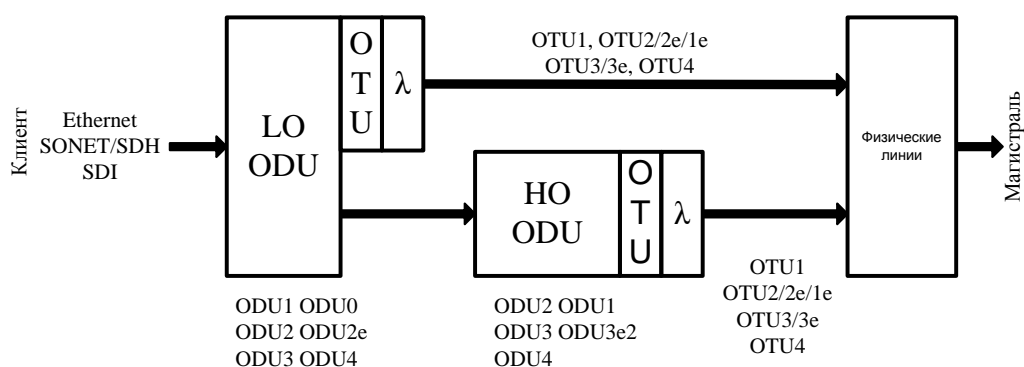 Клиент
Ethernet
SONET/SDH
SDI
LO
ODU
O
T
U
λ
OTU1, OTU2/2e/1e
OTU3/3e, OTU4
HO
ODU
O
T
U
λ
Физические
линии
Магистраль
ODU1 ODU0
ODU2 ODU2e
ODU3 ODU4
ODU2 ODU1
ODU3 ODU3e2
ODU4
OTU1
OTU2/2e/1e
OTU3/3e
OTU4